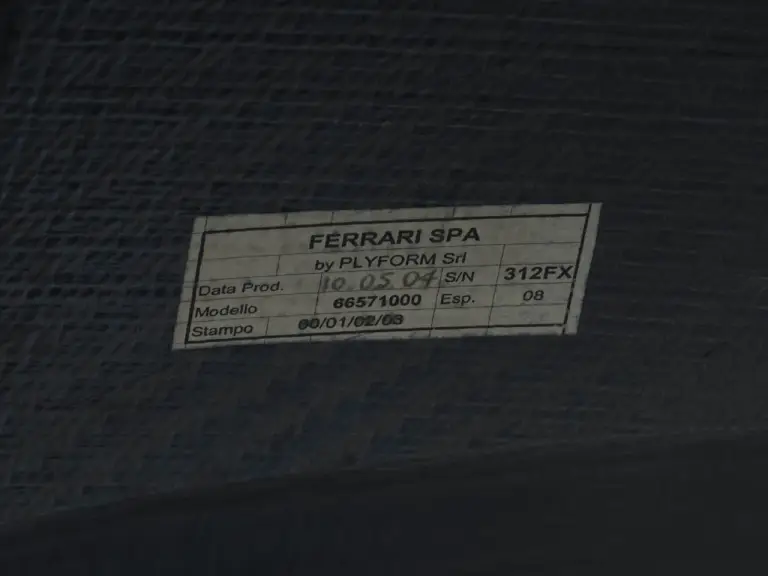 FERRARI SPA
by PLYFORM Srl
Data Prod. 10.05.04 S/N 312FX
Modello 66571000 Esp. 08
Stampo 00/01/02/03